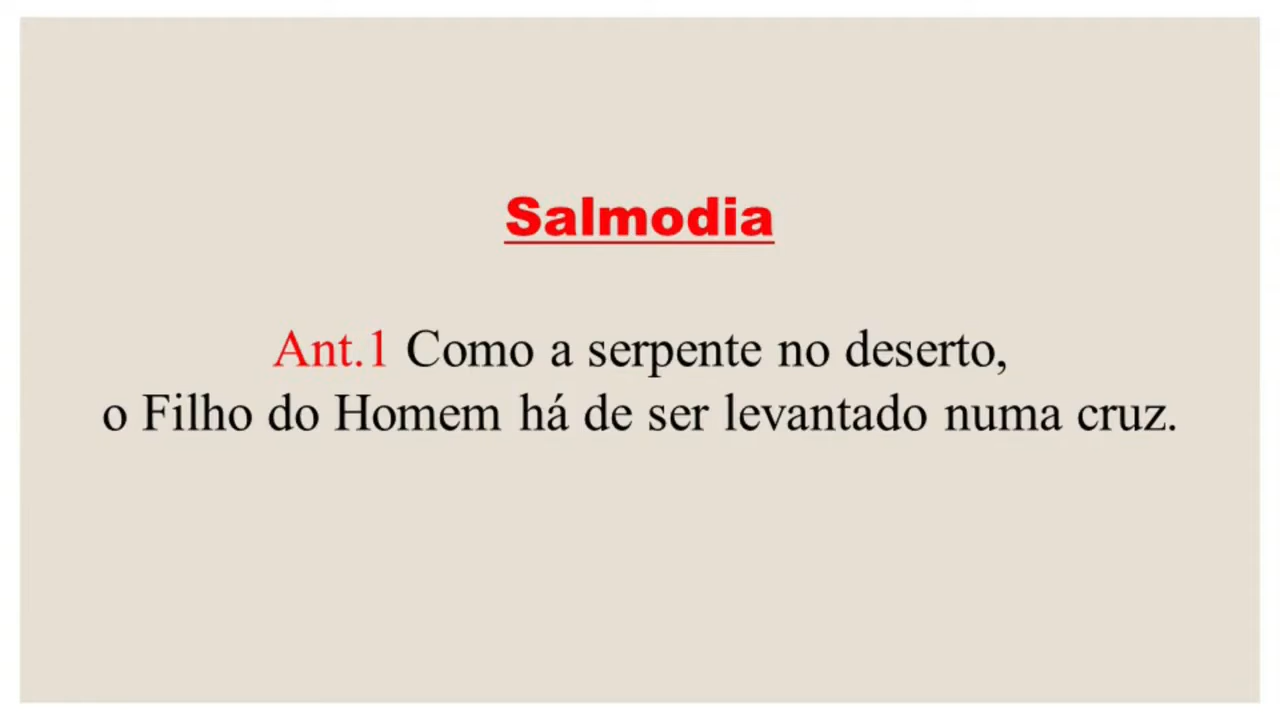 Salmodia
Ant.1 Como a serpente no deserto,
o Filho do Homem há de ser levantado numa cruz.